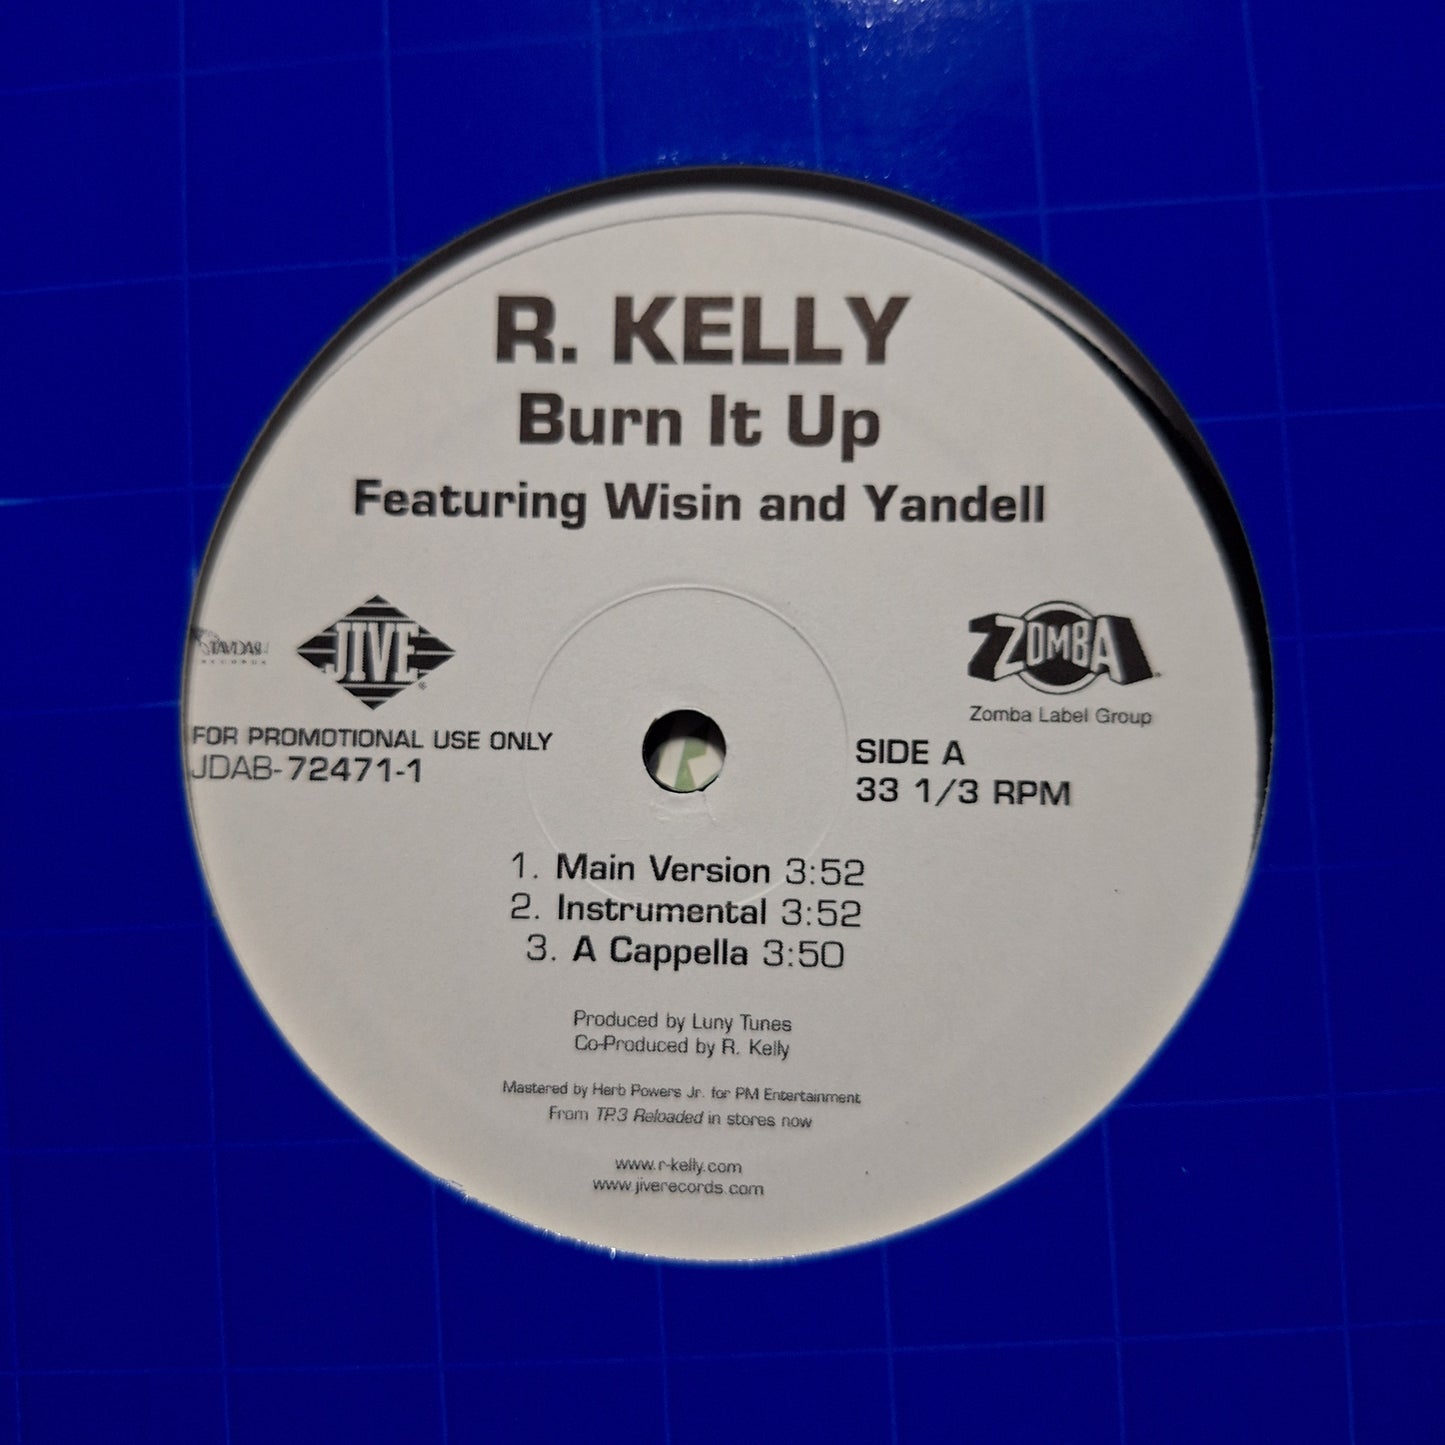 R. KELLY
Burn It Up
Featuring Wisin and Yandell
JIVE
ZOMBA
RECORDS
Zomba Label Group
FOR PROMOTIONAL USE ONLY
JDAB-72471-1
SIDE A
33 1/3 RPM
1. Main Version 3:52
2. Instrumental 3:52
3. A Cappella 3:50
Produced by Luny Tunes
Co-Produced by R. Kelly
Mastered by Herb Powers Jr. for PM Entertainment
From TP.3 Reloaded in stores now
www.r-kelly.com
www.jiverecords.com